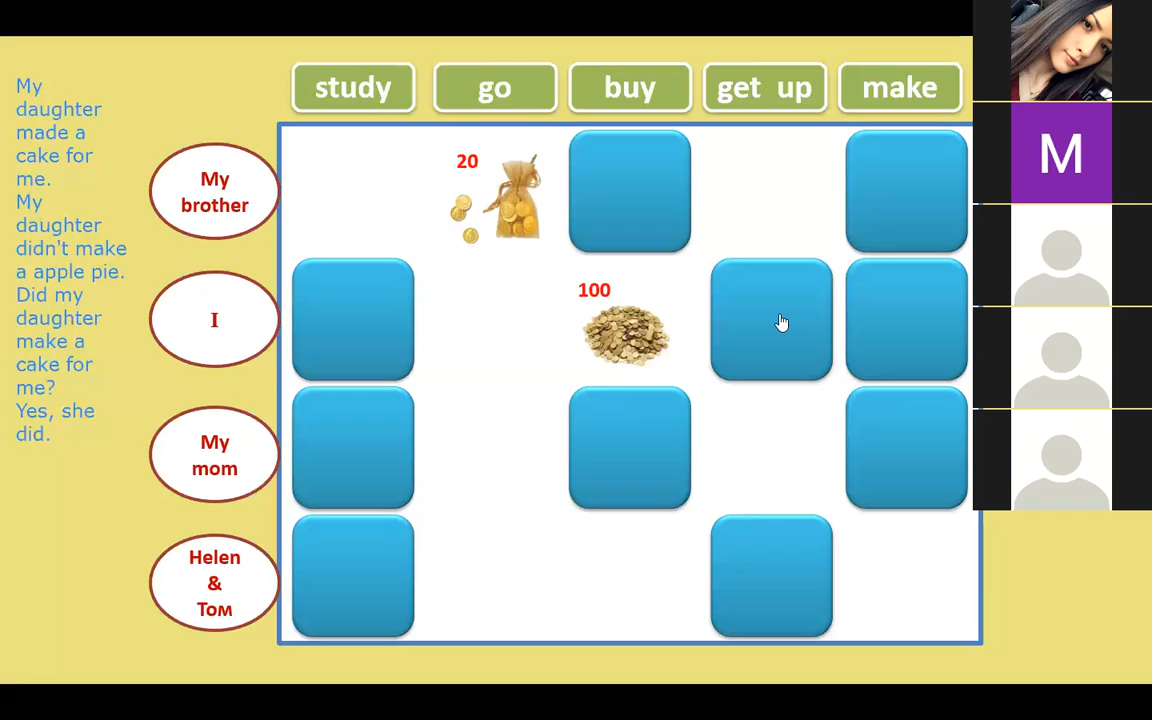 study go buy get up make
My
daughter
made a
cake for
me.
My
daughter
didn't make
a apple pie.
Did my
daughter
make a
cake for
me?
Yes, she
did.
My
brother
20
I
100
My
mom
Helen
&
Tom
M